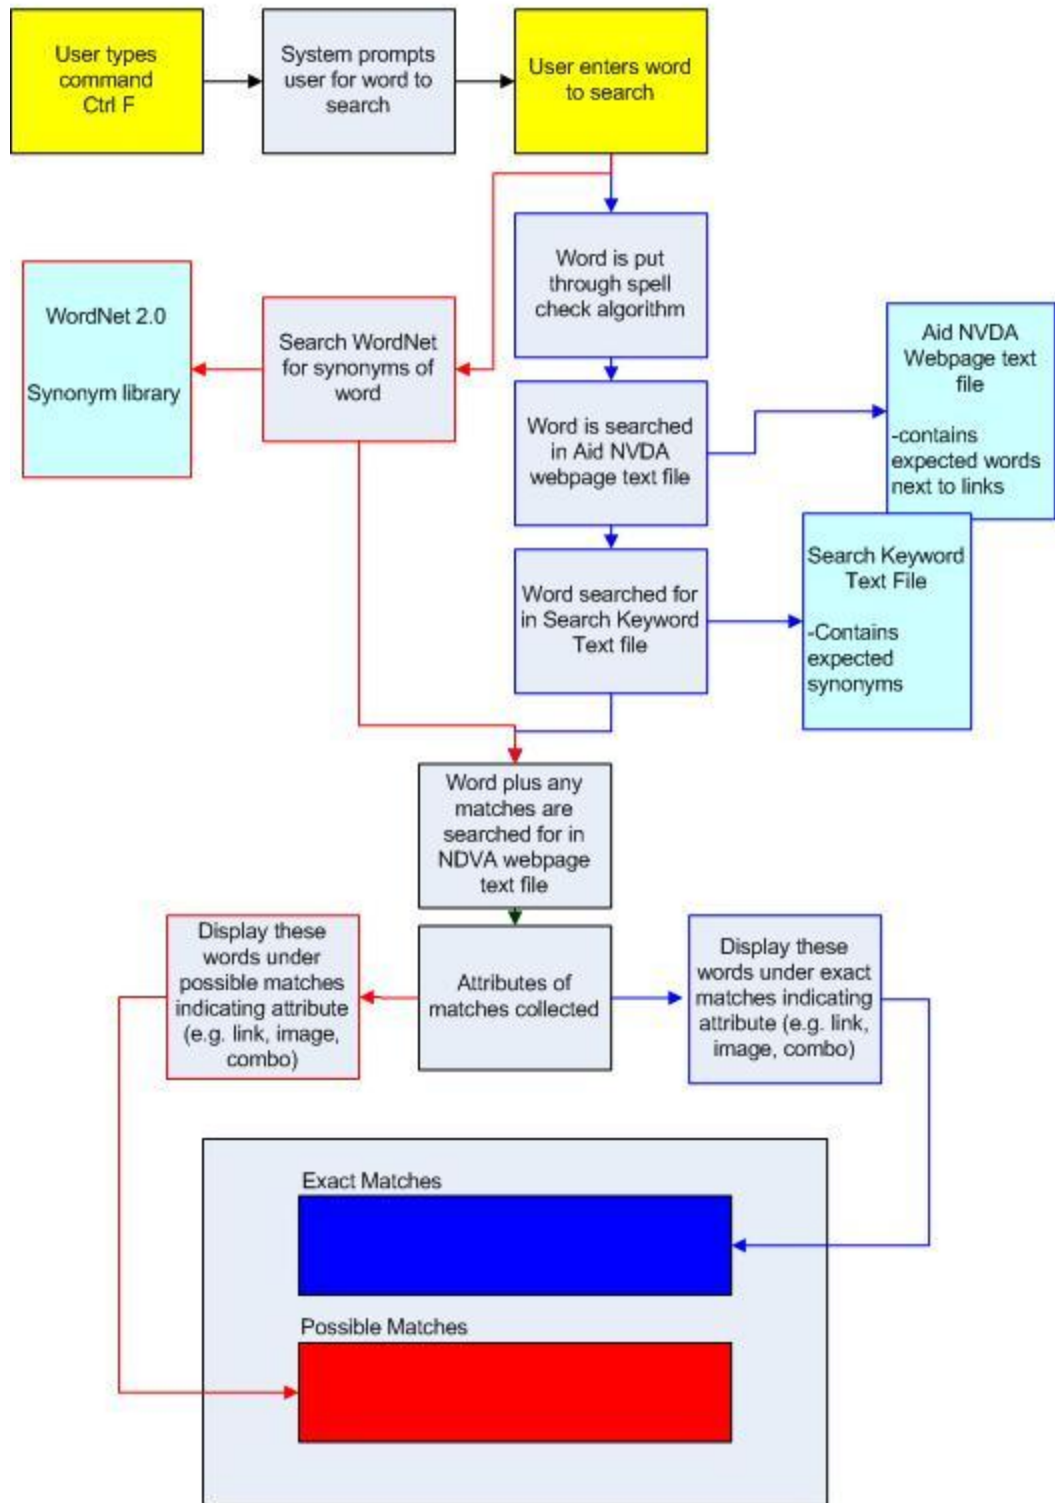 User types
command
Ctrl F
System prompts
user for word to
search
User enters word
to search
Word is put
through spell
check algorithm
WordNet 2.0
Synonym library
Search WordNet
for synonyms of
word
Aid NVDA
Webpage text
file
-contains
expected words
next to links
Word is searched
in Aid NVDA
webpage text file
Search Keyword
Text File
-Contains
expected
synonyms
Word searched for
in Search Keyword
Text file
Word plus any
matches are
searched for in
NDVA webpage
text file
Display these
words under
possible matches
indicating attribute
(e.g. link, image,
combo)
Attributes of
matches collected
Display these
words under exact
matches indicating
attribute (e.g. link,
image, combo)
Exact Matches
Possible Matches